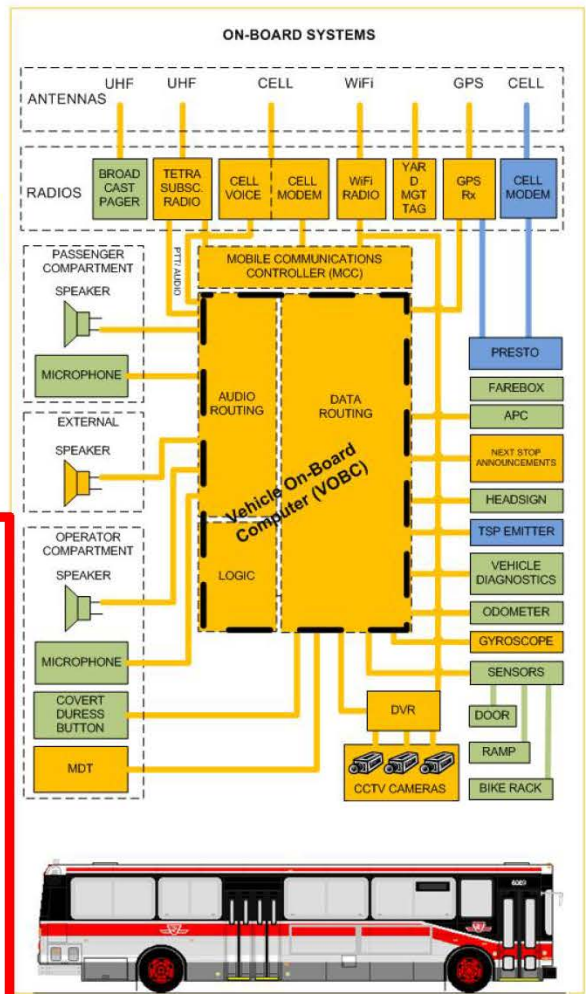 ON-BOARD SYSTEMS
UHF UHF CELL WiFi GPS CELL
ANTENNAS
RADIOS
BROAD
CAST
PAGER
TETRA
SUBSC.
RADIO
CELL
VOICE
CELL
MODEM
WiFi
RADIO
YAR
D
MGT
TAG
GPS
Rx
CELL
MODEM
PTT/ AUDIO
MOBILE COMMUNICATIONS
CONTROLLER (MCC)
PASSENGER
COMPARTMENT
SPEAKER
MICROPHONE
EXTERNAL
SPEAKER
OPERATOR
COMPARTMENT
SPEAKER
MICROPHONE
COVERT
DURESS
BUTTON
MDT
AUDIO
ROUTING
DATA
ROUTING
Vehicle On-Board
Computer (VOBC)
LOGIC
PRESTO
FAREBOX
APC
NEXT STOP
ANNOUNCEMENTS
HEADSIGN
TSP EMITTER
VEHICLE
DIAGNOSTICS
ODOMETER
GYROSCOPE
SENSORS
DOOR
RAMP
BIKE RACK
DVR
CCTV CAMERAS